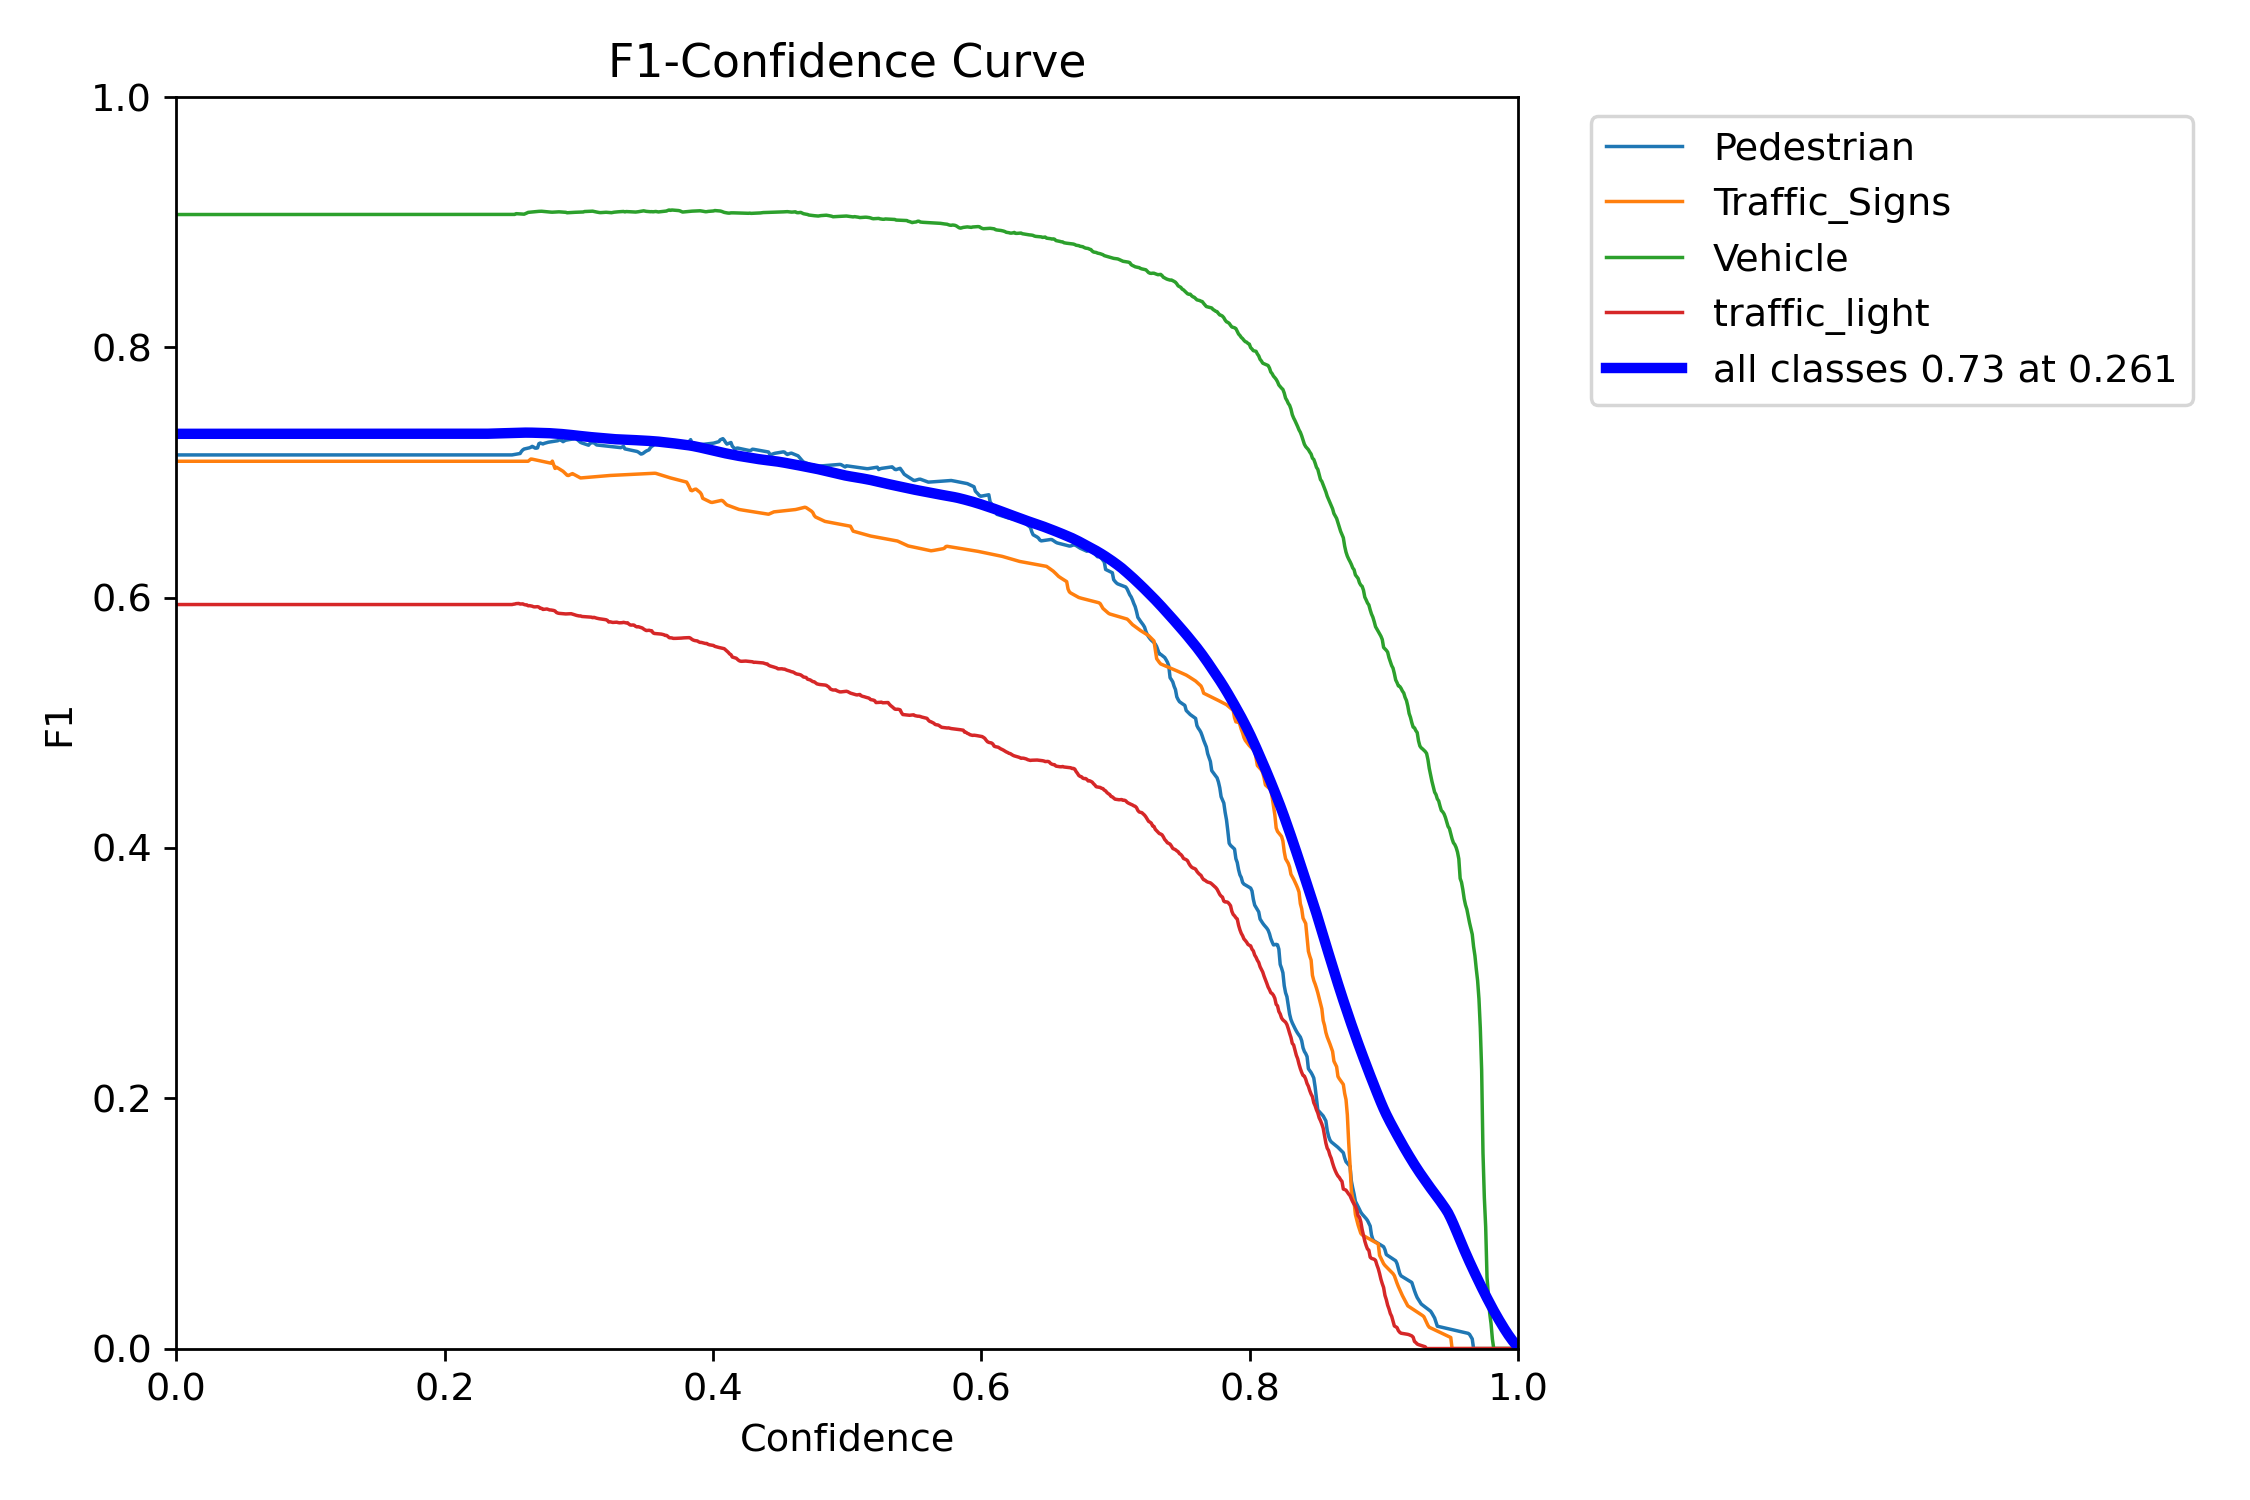 F1-Confidence Curve
1.0
0.8
0.6
0.4
0.2
0.0
F1
0.0 0.2 0.4 0.6 0.8 1.0
Confidence
Pedestrian
Traffic_Signs
Vehicle
traffic_light
all classes 0.73 at 0.261